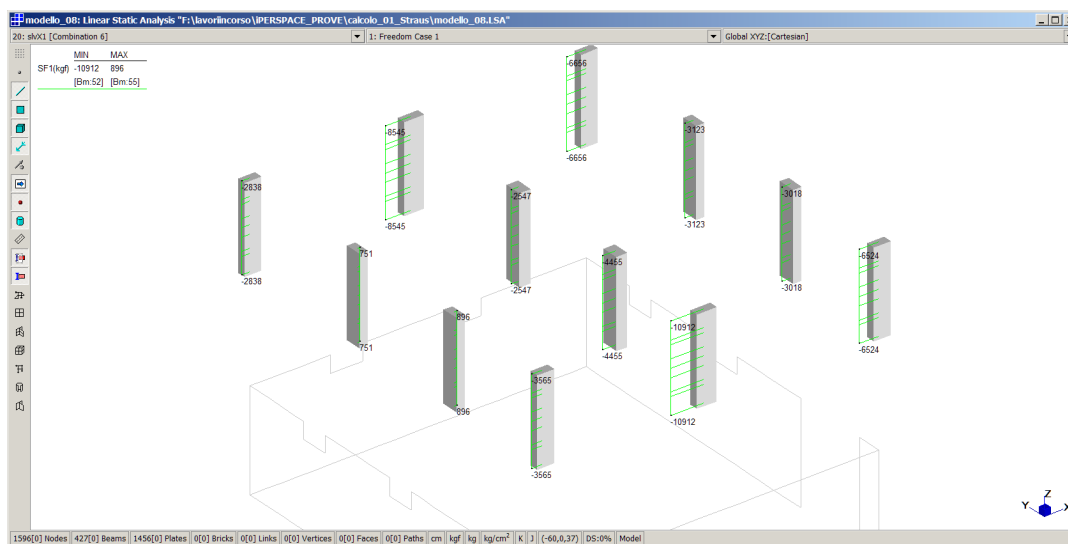 modello_08: Linear Static Analysis "F:\lavoriincorso\iPERSPACE_PROVE\calcolo_01_Straus\modello_08.LSA"
20: slvX1 [Combination 6] 1: Freedom Case 1 Global XYZ:[Cartesian]
MIN MAX
SF1(kgf) -10912 896
[Bm:52] [Bm:55]
-6656
-8545
-3123
-6656
-2838
-2547
-3018
-8545
-3123
751
-6524
-4455
-2838
-2547
-3018
896
-10912
751
-6524
-4455
-3565
896
-10912
-3565
Z
Y
X
1596[0] Nodes 427[0] Beams 1456[0] Plates 0[0] Bricks 0[0] Links 0[0] Vertices 0[0] Faces 0[0] Paths cm kgf kg kg/cm² K J (-60,0,37) DS:0% Model